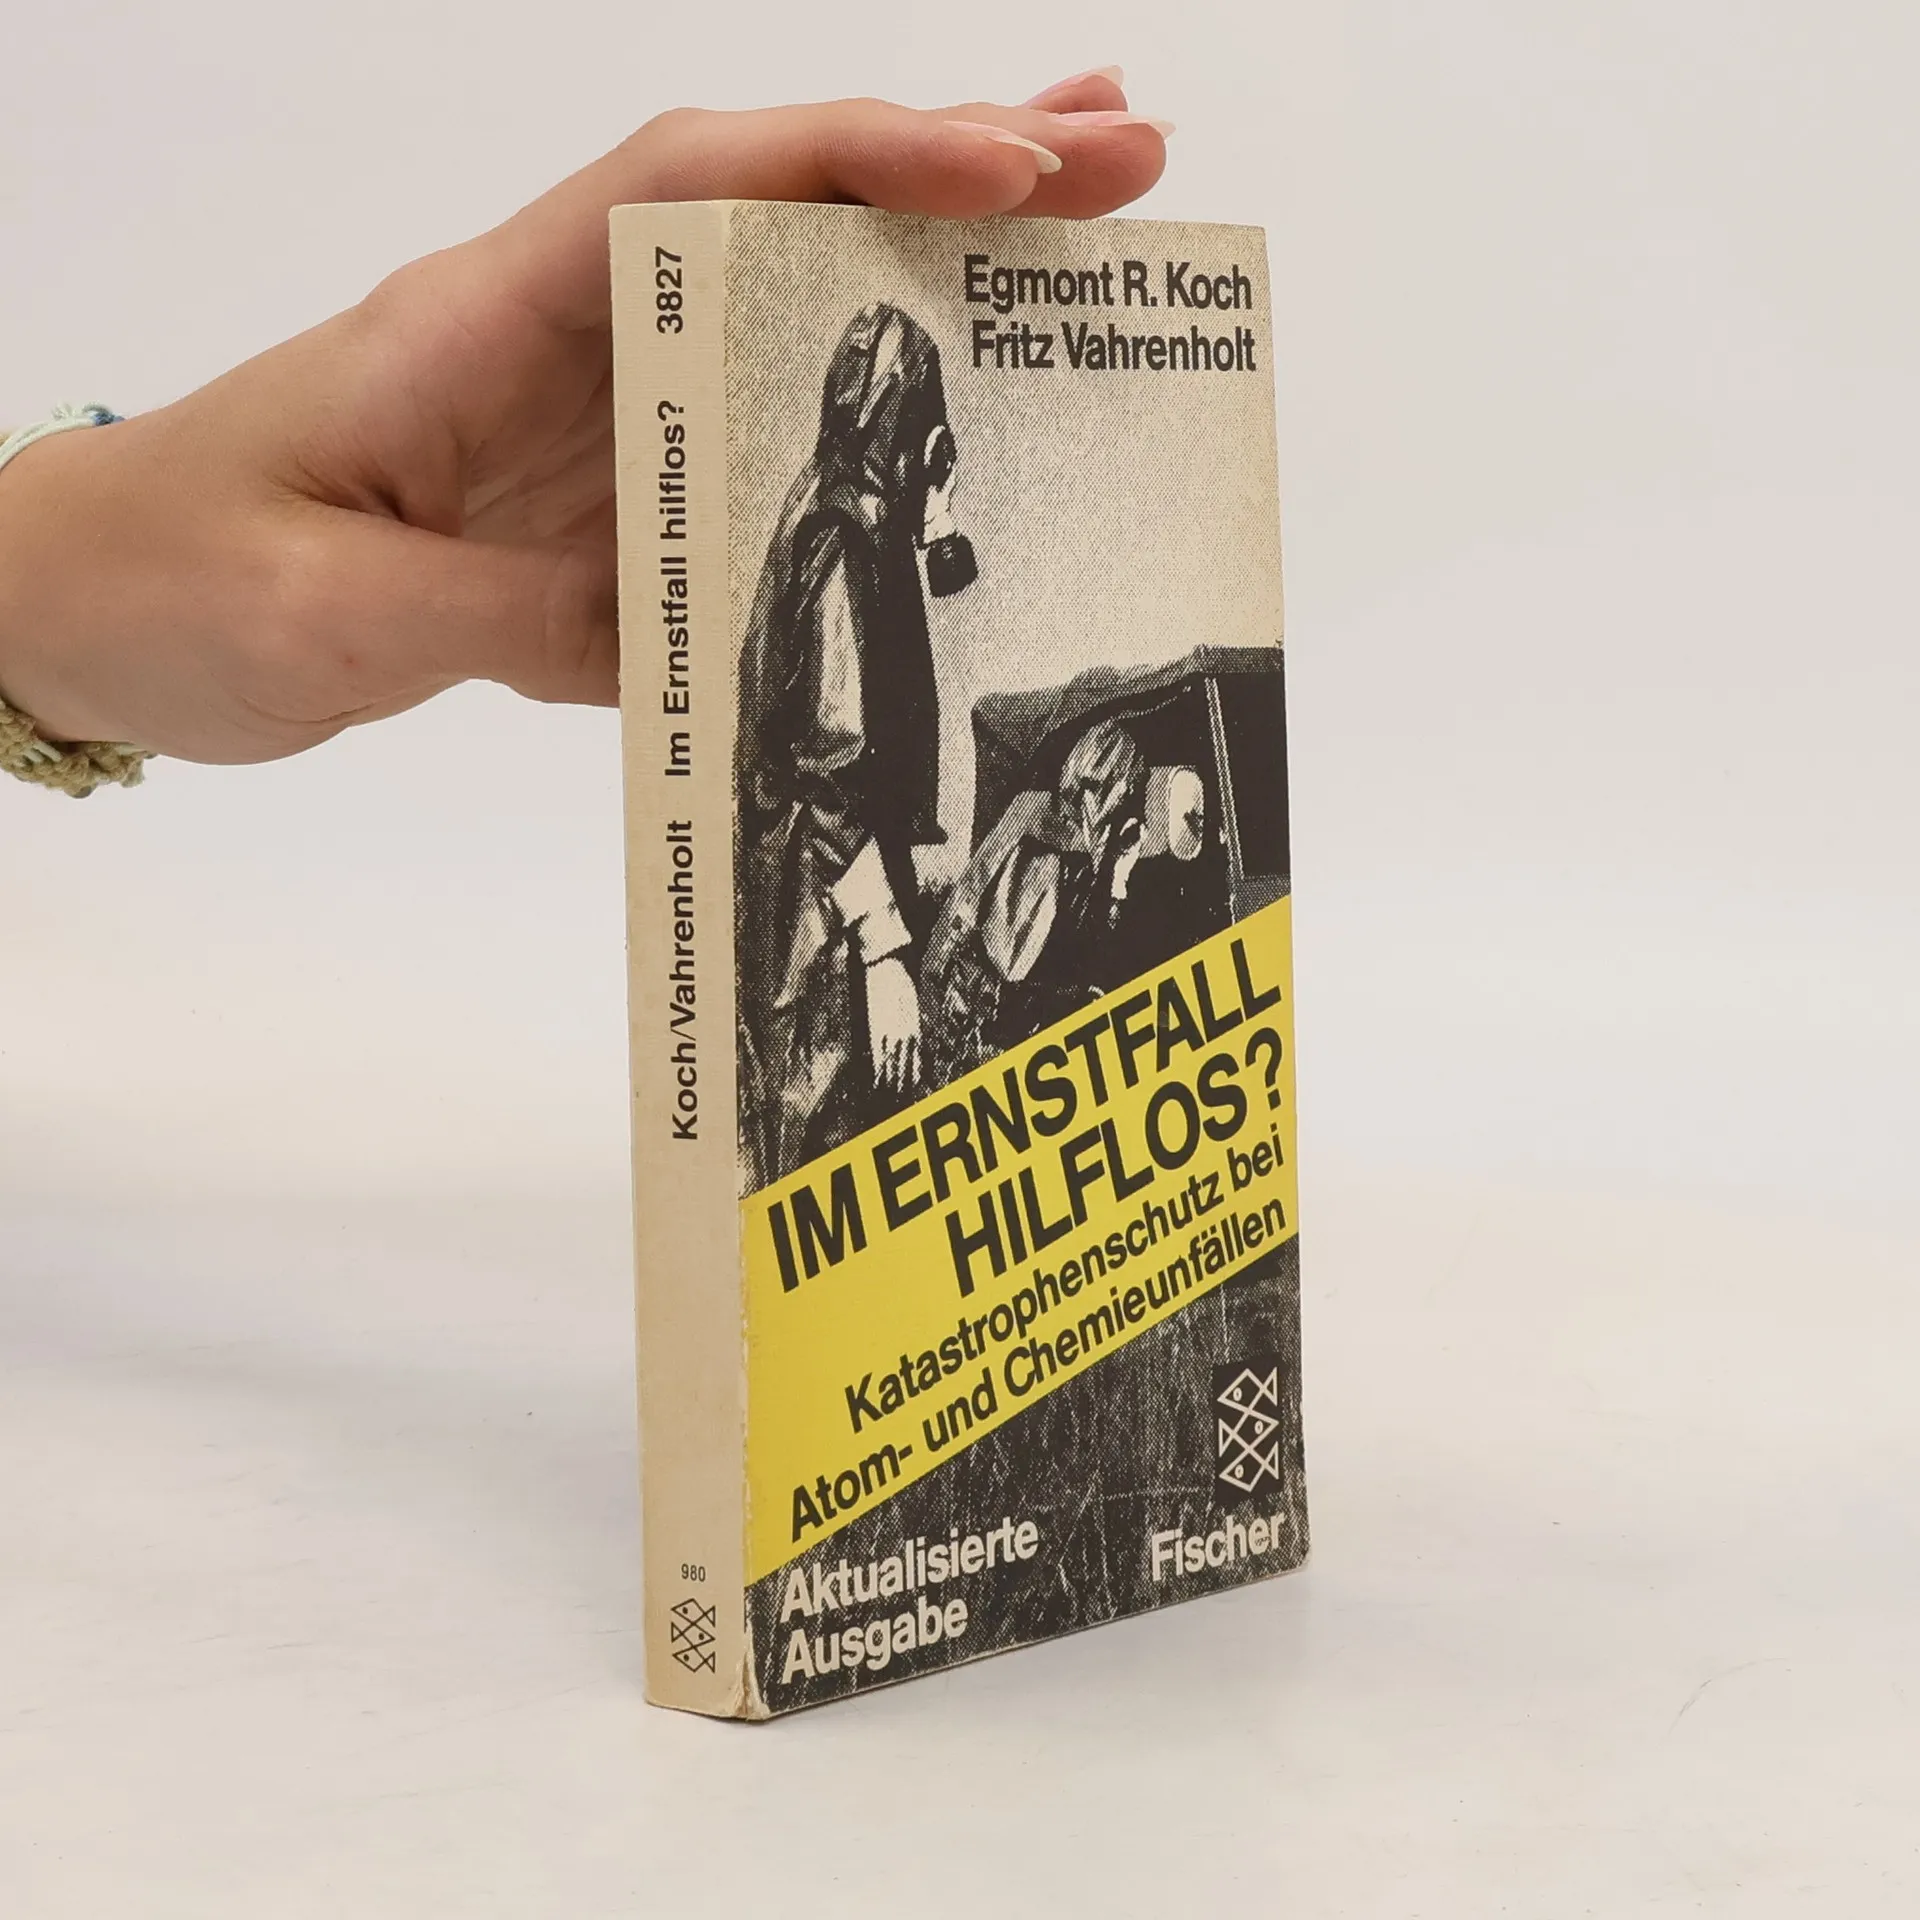 Koch/Vahrenholt Im Ernstfall hilflos? 3827
980
Egmont R. Koch
Fritz Vahrenholt
IM ERNSTFALL
HILFLOS?
Katastrophenschutz bei
Atom- und Chemieunfällen
Aktualisierte
Ausgabe
Fischer